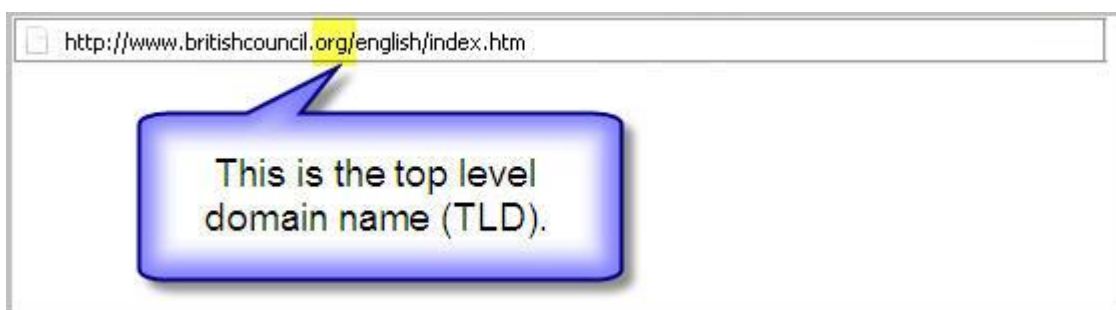 http://www.britishcouncil.org/english/index.htm
This is the top level
domain name (TLD).